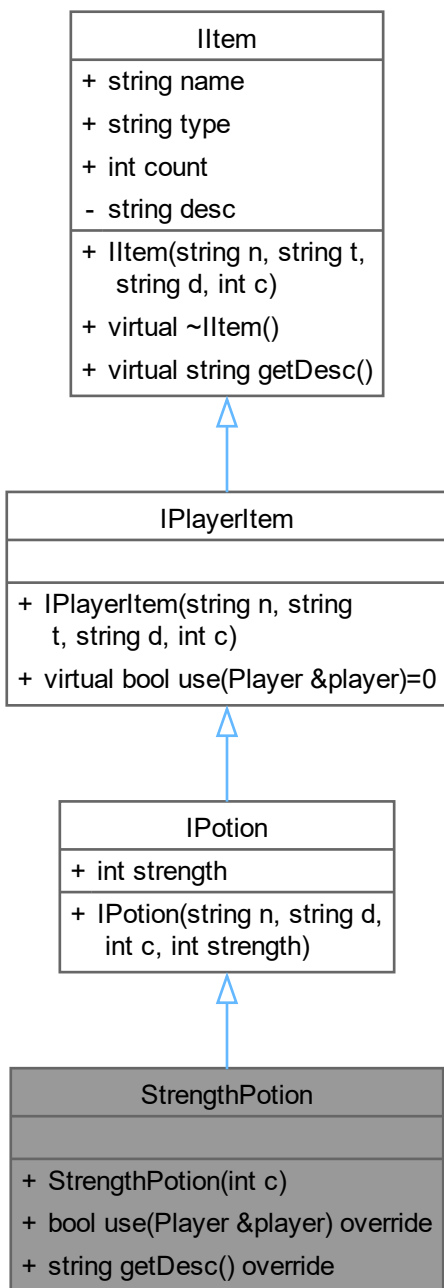 IItem
+ string name
+ string type
+ int count
- string desc
+ IItem(string n, string t,
string d, int c)
+ virtual ~IItem()
+ virtual string getDesc()
IPlayerItem
+ IPlayerItem(string n, string
t, string d, int c)
+ virtual bool use(Player &player)=0
IPotion
+ int strength
+ IPotion(string n, string d,
int c, int strength)
StrengthPotion
+ StrengthPotion(int c)
+ bool use(Player &player) override
+ string getDesc() override